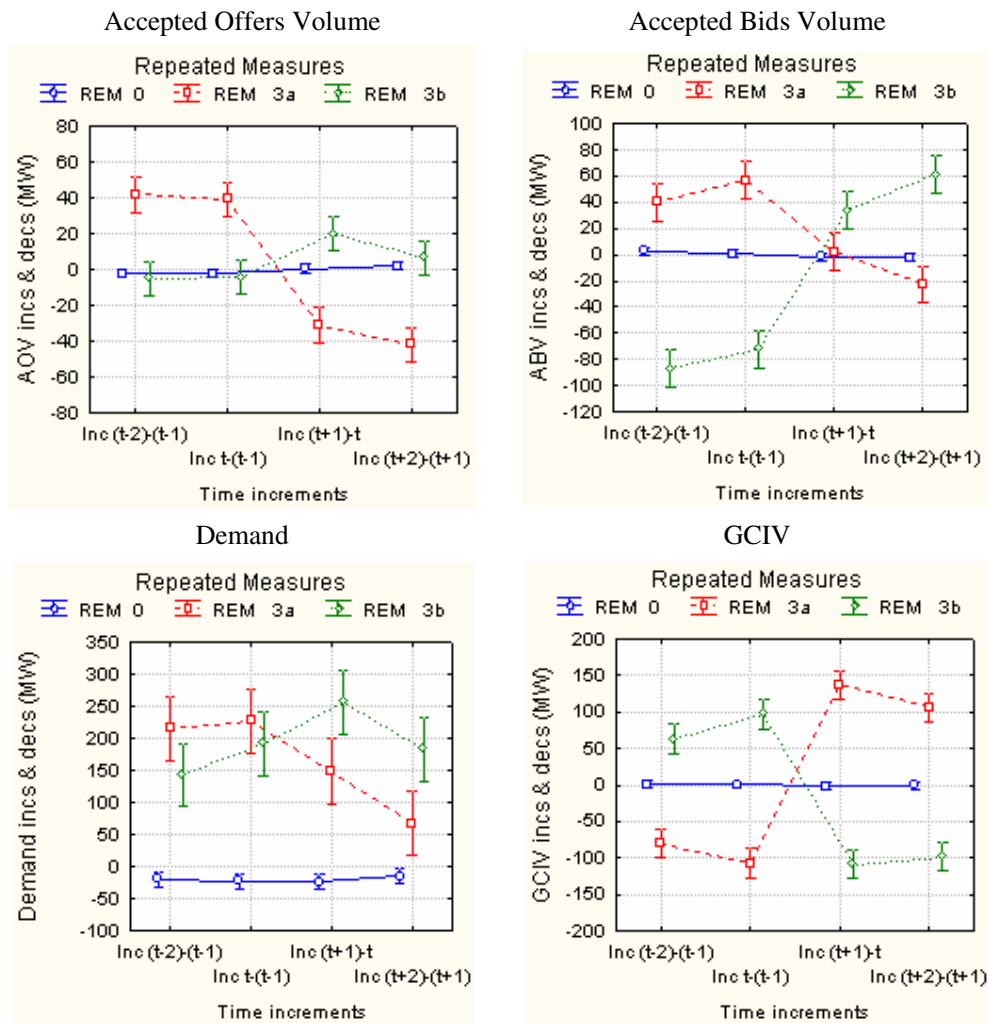 Accepted Offers Volume
Repeated Measures
REM 0 REM 3a REM 3b
AOV incs & decs (MW)
80
60
40
20
0
-20
-40
-60
-80
Inc (t-2)-(t-1) Inc (t+1)-t
Inc t-(t-1) Inc (t+2)-(t+1)
Time increments
Accepted Bids Volume
Repeated Measures
REM 0 REM 3a REM 3b
ABV incs & decs (MW)
100
80
60
40
20
0
-20
-40
-60
-80
-100
-120
Inc (t-2)-(t-1) Inc (t+1)-t
Inc t-(t-1) Inc (t+2)-(t+1)
Time increments
Demand
Repeated Measures
REM 0 REM 3a REM 3b
Demand incs & decs (MW)
350
300
250
200
150
100
50
0
-50
-100
Inc (t-2)-(t-1) Inc (t+1)-t
Inc t-(t-1) Inc (t+2)-(t+1)
Time increments
GCIV
Repeated Measures
REM 0 REM 3a REM 3b
GCIV incs & decs (MW)
200
150
100
50
0
-50
-100
-150
-200
Inc (t-2)-(t-1) Inc (t+1)-t
Inc t-(t-1) Inc (t+2)-(t+1)
Time increments